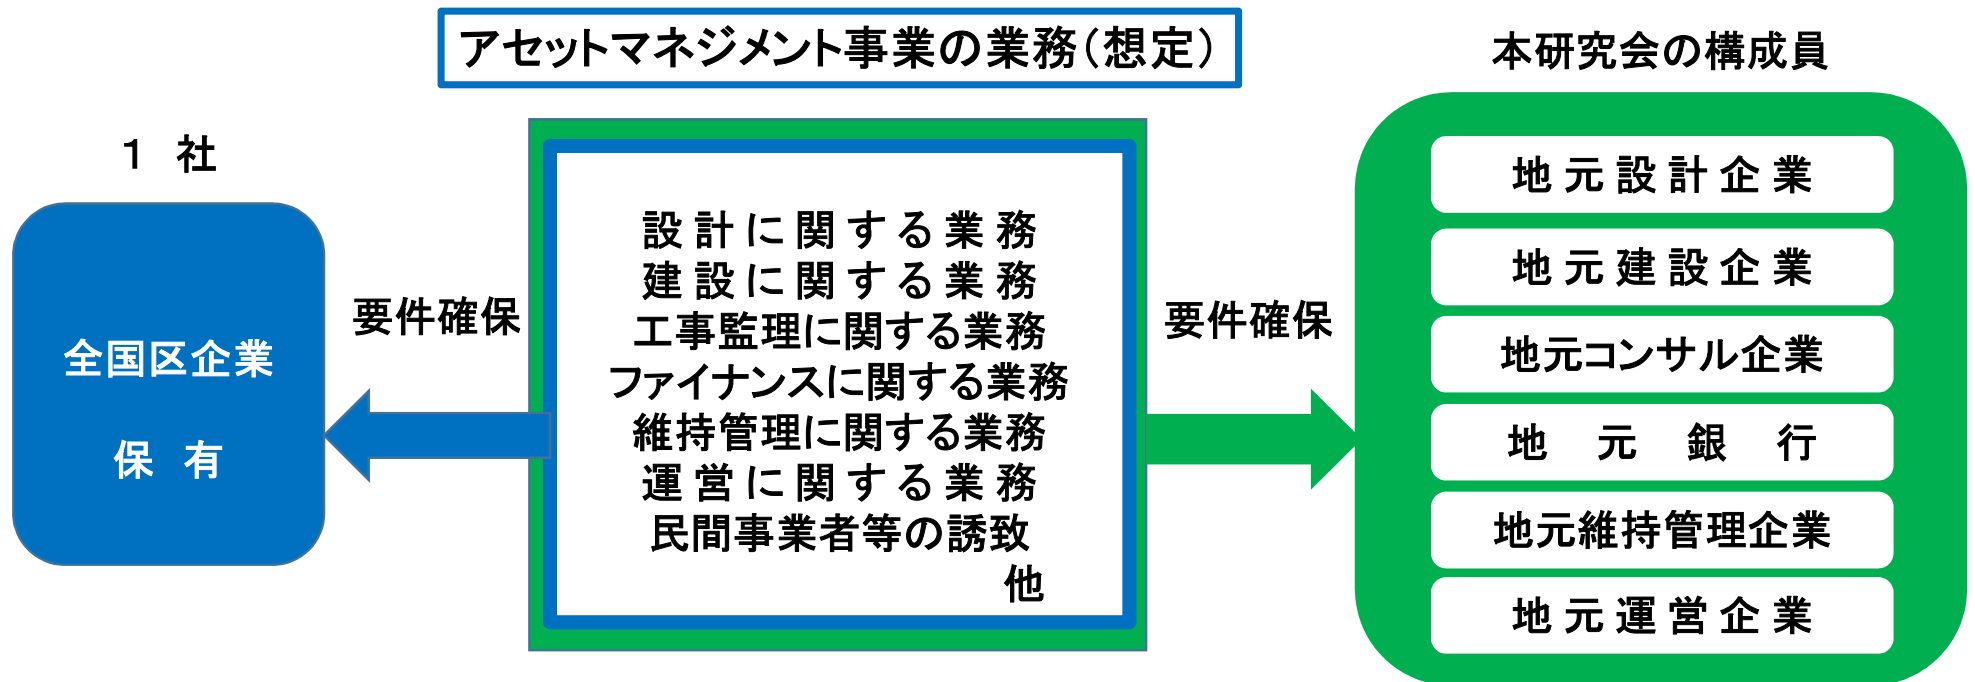 アセットマネジメント事業の業務（想定）
１　社
全国区企業
保　有
要件確保
設計に関する業務
建設に関する業務
工事監理に関する業務
ファイナンスに関する業務
維持管理に関する業務
運営に関する業務
民間事業者等の誘致
他
要件確保
本研究会の構成員
地元設計企業
地元建設企業
地元コンサル企業
地元銀行
地元維持管理企業
地元運営企業